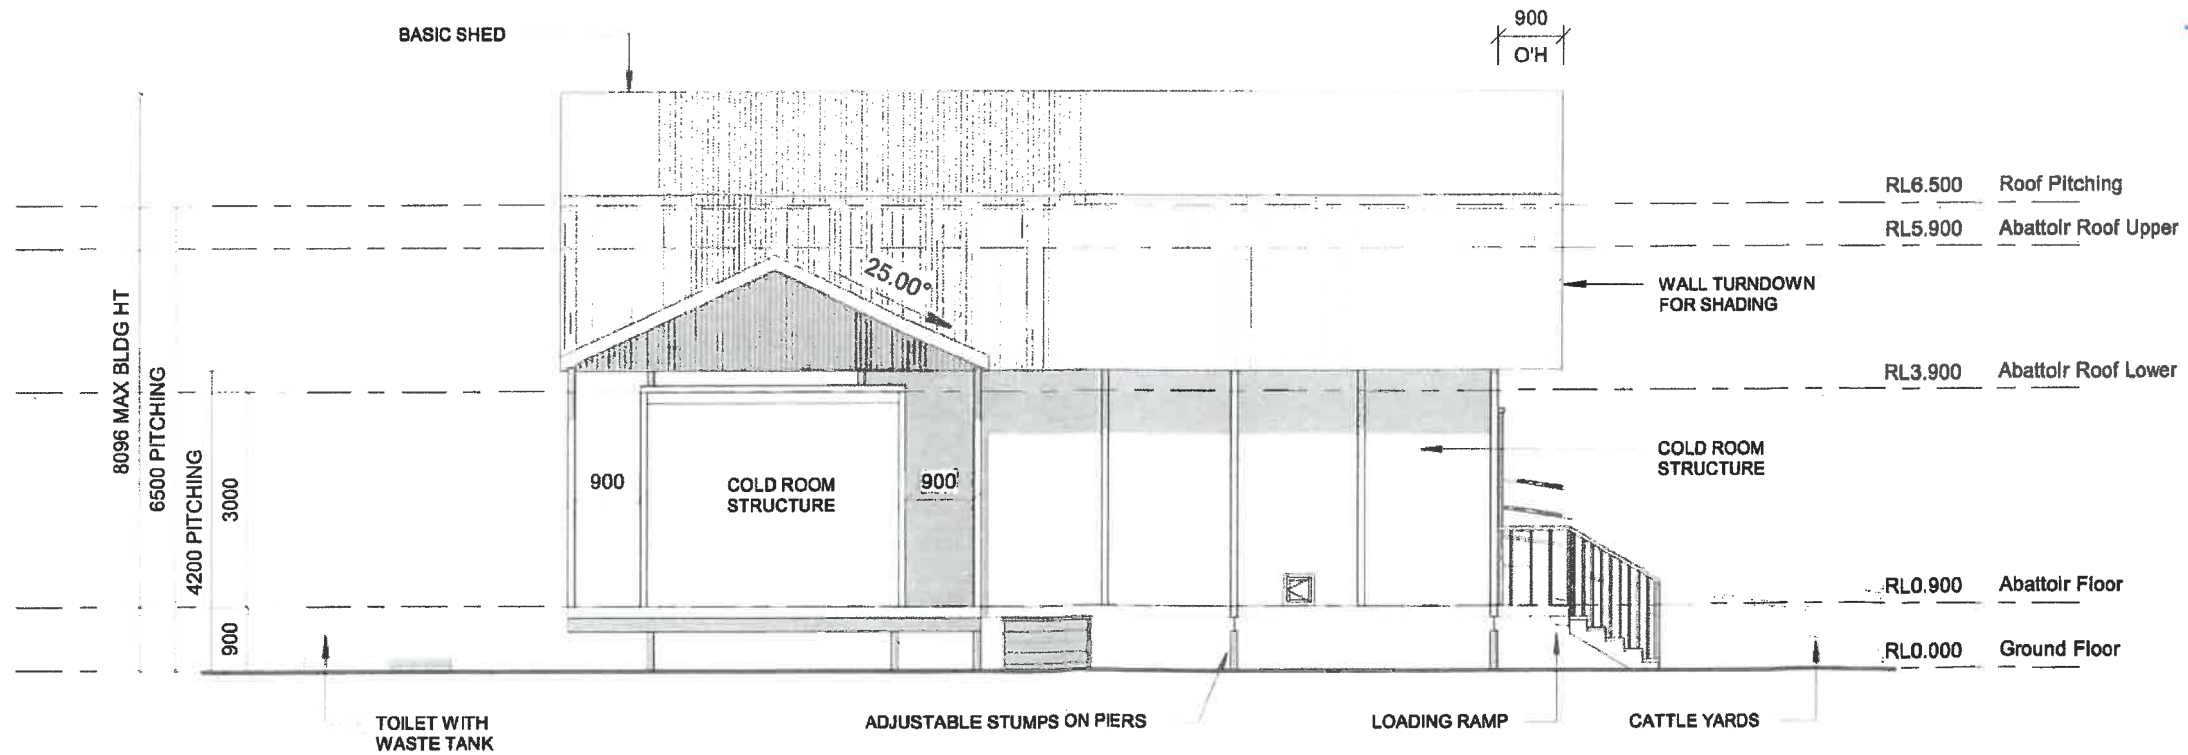 BASIC SHED
900
O'H
RL6.500 Roof Pitching
RL5.900 Abattoir Roof Upper
25.00°
WALL TURNDOWN
FOR SHADING
RL3.900 Abattoir Roof Lower
8096 MAX BLDG HT
6500 PITCHING
4200 PITCHING
3000
900
900
COLD ROOM
STRUCTURE
900
COLD ROOM
STRUCTURE
RL0.900 Abattoir Floor
RL0.000 Ground Floor
TOILET WITH
WASTE TANK
ADJUSTABLE STUMPS ON PIERS
LOADING RAMP
CATTLE YARDS